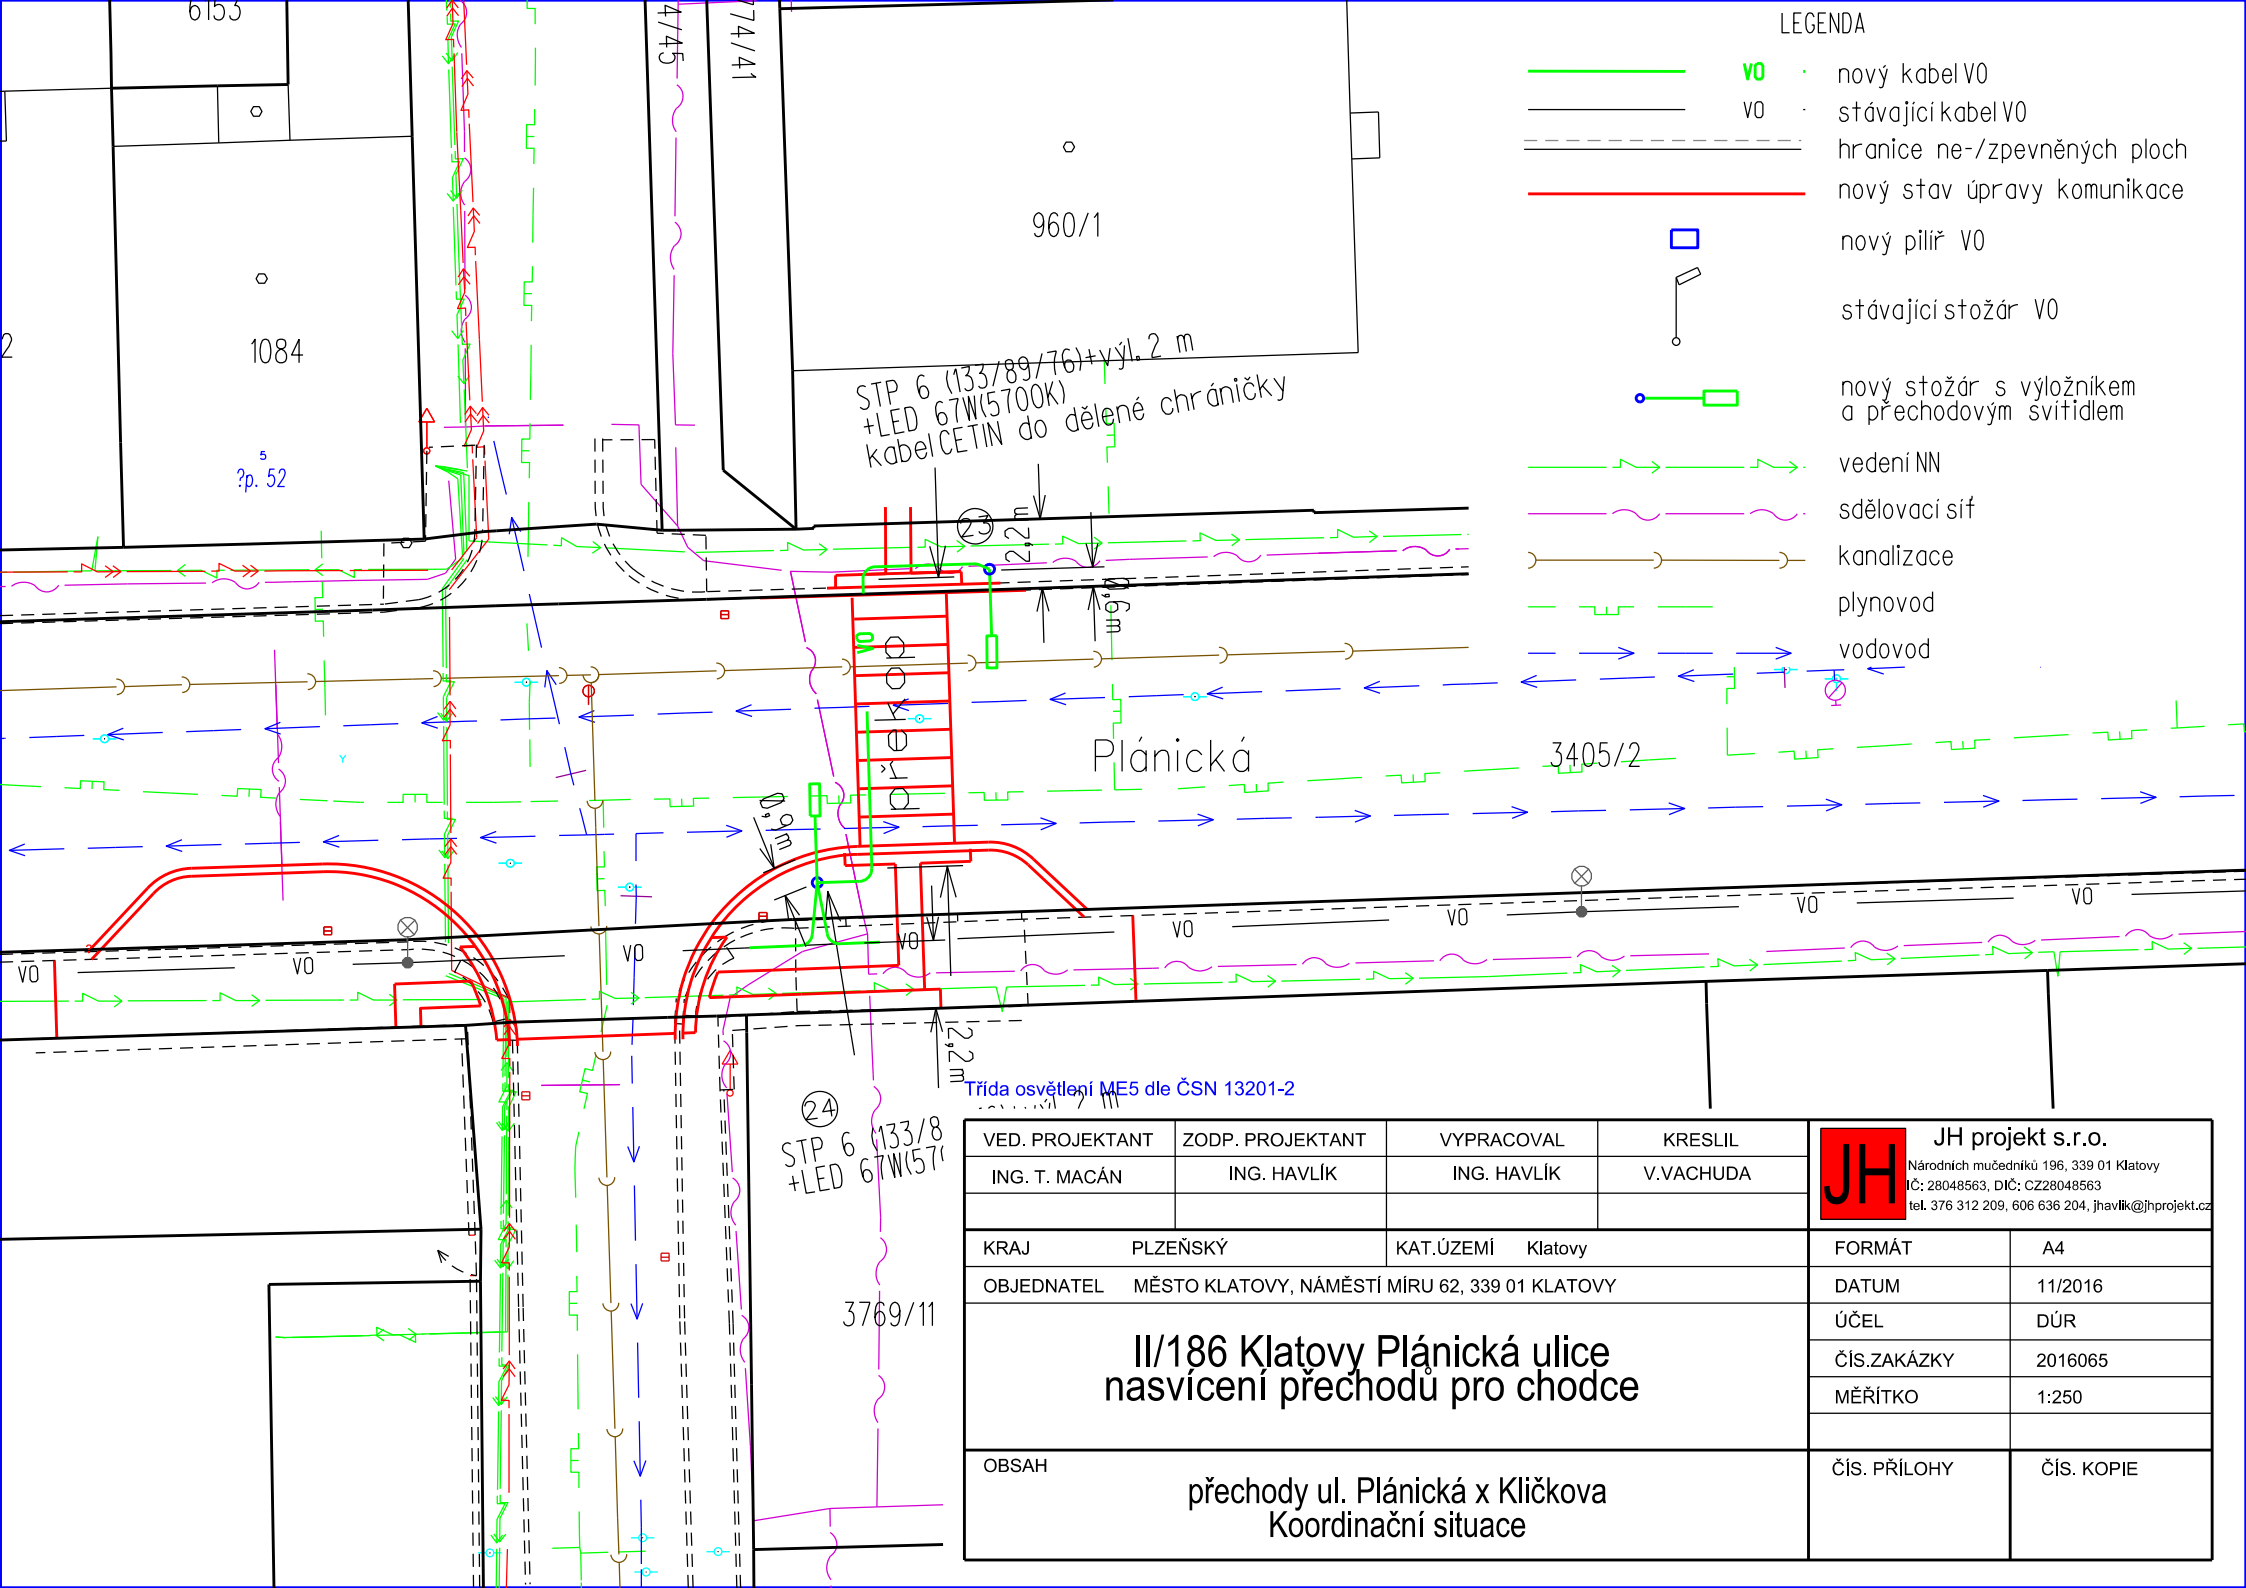 6153
74/41
4/45
1084
5
?p. 52
2
960/1
STP 6 (133/89/76)+výl. 2 m
+LED 67W(5700K)
kabel CETIN do dělené chráničky
23
2,2m
0,6m
VO
přechod
Plánická
3405/2
0,9m
VO
VO
VO
VO
VO
VO
VO
VO
2,2m
24
STP 6 (133/8
+LED 67W(57
3769/11
LEGENDA
VO nový kabel VO
VO stávající kabel VO
hranice ne-/zpevněných ploch
nový stav úpravy komunikace
nový pilíř VO
stávající stožár VO
nový stožár s výložníkem
a přechodovým svítidlem
vedení NN
sdělovací síť
kanalizace
plynovod
vodovod
Třída osvětlení ME5 dle ČSN 13201-2
VED. PROJEKTANT ZODP. PROJEKTANT VYPRACOVAL KRESLIL
ING. T. MACÁN ING. HAVLÍK ING. HAVLÍK V.VACHUDA
JH
JH projekt s.r.o.
Národních mučedníků 196, 339 01 Klatovy
IČ: 28048563, DIČ: CZ28048563
tel. 376 312 209, 606 636 204, jhavlik@jhprojekt.cz
KRAJ PLZEŇSKÝ KAT.ÚZEMÍ Klatovy
OBJEDNATEL MĚSTO KLATOVY, NÁMĚSTÍ MÍRU 62, 339 01 KLATOVY
FORMÁT A4
DATUM 11/2016
ÚČEL DÚR
ČÍS.ZAKÁZKY 2016065
MĚŘÍTKO 1:250
II/186 Klatovy Plánická ulice
nasvícení přechodů pro chodce
OBSAH
přechody ul. Plánická x Kličkova
Koordinační situace
ČÍS. PŘÍLOHY ČÍS. KOPIE